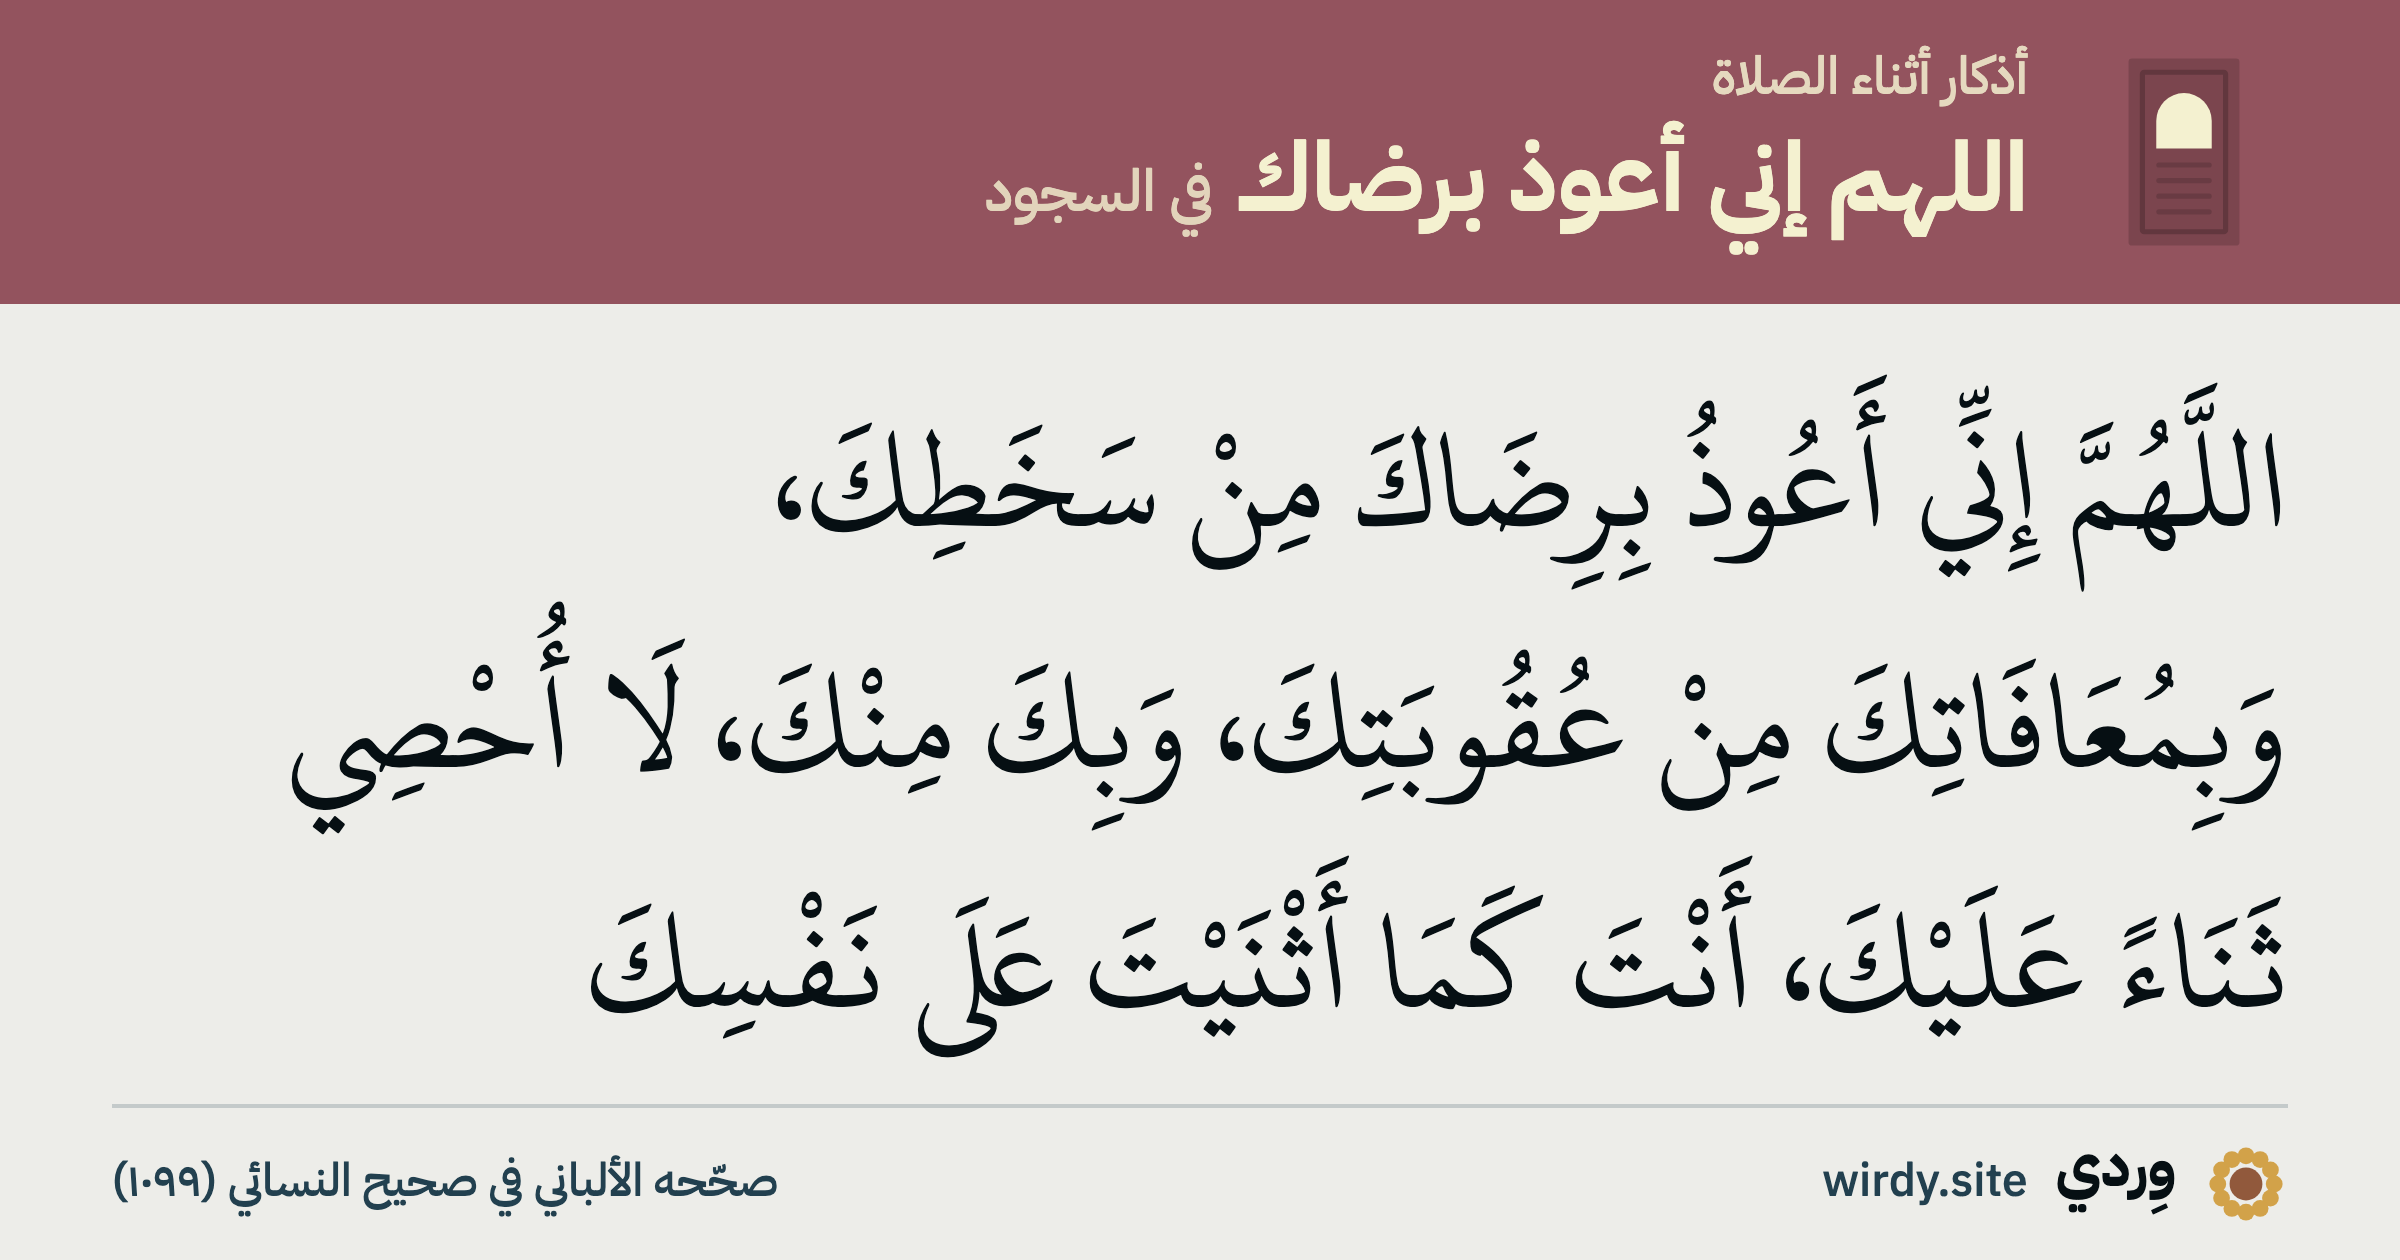 أذكار أثناء الصلاة
اللهم إني أعوذ برضاك في السجود
اللَّهُمَّ إِنِّي أَعُوذُ بِرِضَاكَ مِنْ سَخَطِكَ،
وَبِمُعَافَاتِكَ مِنْ عُقُوبَتِكَ، وَبِكَ مِنْكَ، لَا أُحْصِي
ثَنَاءً عَلَيْكَ، أَنْتَ كَمَا أَثْنَيْتَ عَلَى نَفْسِكَ
وِردي wirdy.site
صحّحه الألباني في صحيح النسائي (١٠٩٩)